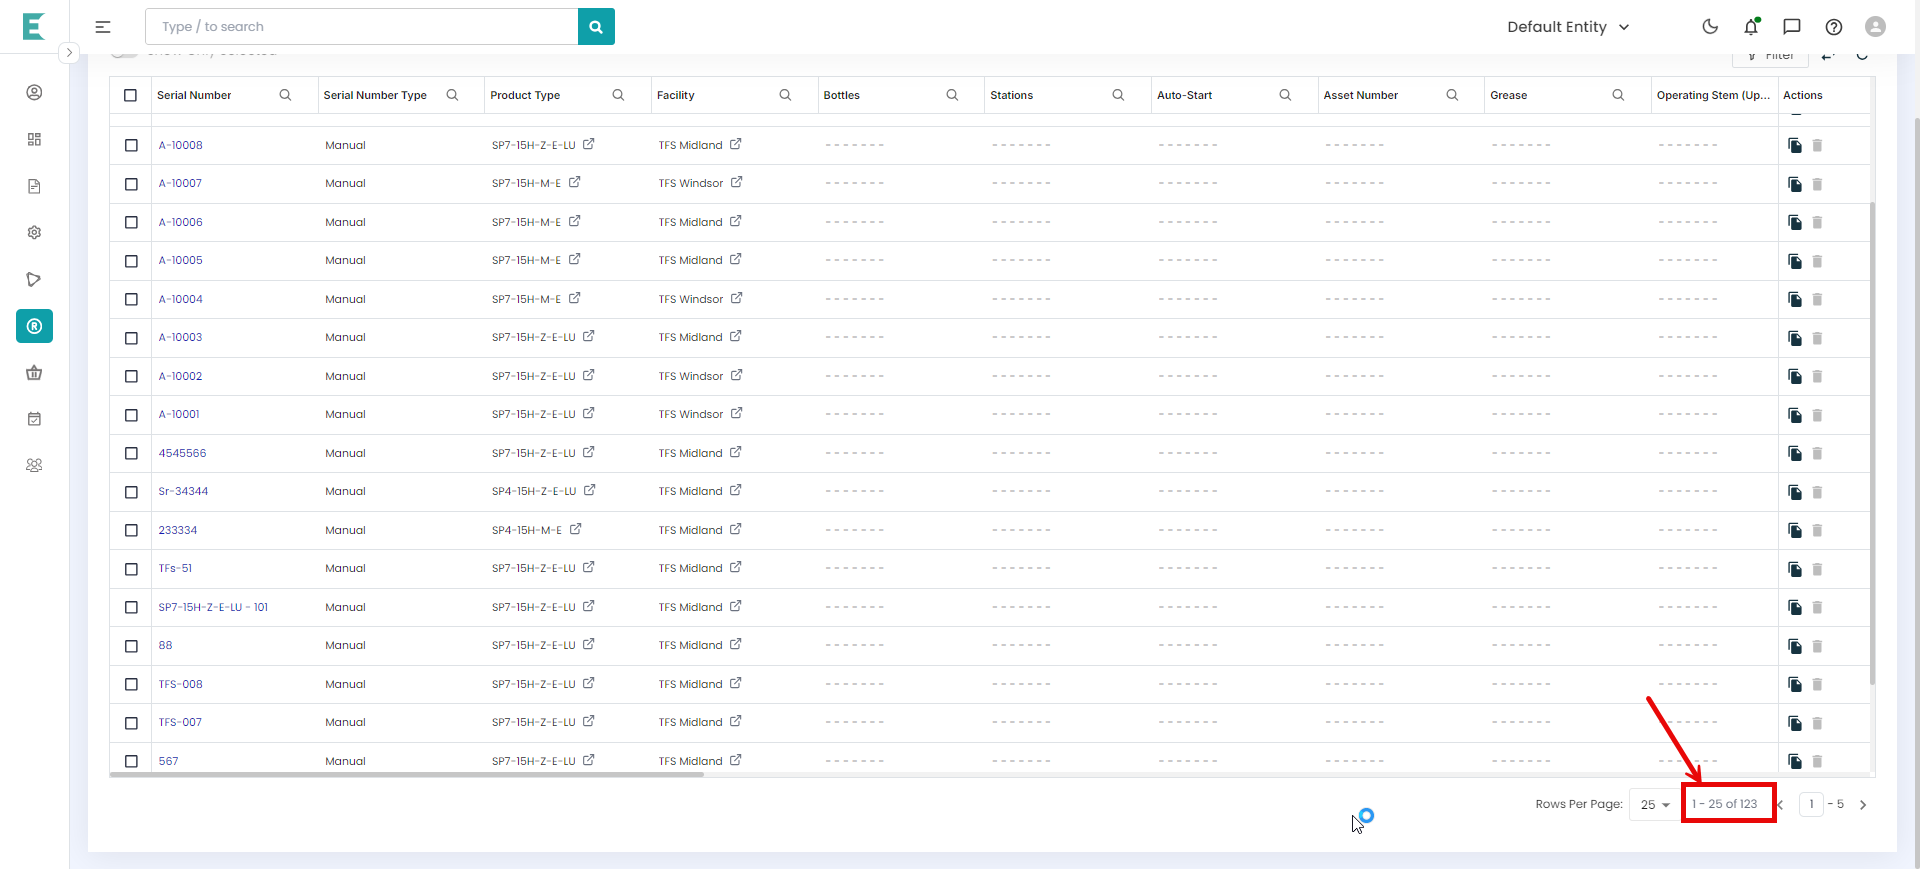 Type / to search
Default Entity
Show Only Selected
Filter
Serial Number Serial Number Type Product Type Facility Bottles Stations Auto-Start Asset Number Grease Operating Stem (Up... Actions
A-10008 Manual SP7-15H-Z-E-LU TFS Midland ------- ------- ------- ------- ------- -------
A-10007 Manual SP7-15H-M-E TFS Windsor ------- ------- ------- ------- ------- -------
A-10006 Manual SP7-15H-M-E TFS Midland ------- ------- ------- ------- ------- -------
A-10005 Manual SP7-15H-M-E TFS Midland ------- ------- ------- ------- ------- -------
A-10004 Manual SP7-15H-M-E TFS Windsor ------- ------- ------- ------- ------- -------
A-10003 Manual SP7-15H-Z-E-LU TFS Midland ------- ------- ------- ------- ------- -------
A-10002 Manual SP7-15H-Z-E-LU TFS Windsor ------- ------- ------- ------- ------- -------
A-10001 Manual SP7-15H-Z-E-LU TFS Windsor ------- ------- ------- ------- ------- -------
4545566 Manual SP7-15H-Z-E-LU TFS Midland ------- ------- ------- ------- ------- -------
Sr-34344 Manual SP4-15H-Z-E-LU TFS Midland ------- ------- ------- ------- ------- -------
233334 Manual SP4-15H-M-E TFS Midland ------- ------- ------- ------- ------- -------
TFs-51 Manual SP7-15H-Z-E-LU TFS Midland ------- ------- ------- ------- ------- -------
SP7-15H-Z-E-LU - 101 Manual SP7-15H-Z-E-LU TFS Midland ------- ------- ------- ------- ------- -------
88 Manual SP7-15H-Z-E-LU TFS Midland ------- ------- ------- ------- ------- -------
TFS-008 Manual SP7-15H-Z-E-LU TFS Midland ------- ------- ------- ------- ------- -------
TFS-007 Manual SP7-15H-Z-E-LU TFS Midland ------- ------- ------- ------- ------- -------
567 Manual SP7-15H-Z-E-LU TFS Midland ------- ------- ------- ------- ------- -------
Rows Per Page: 25 1 - 25 of 123 1 - 5